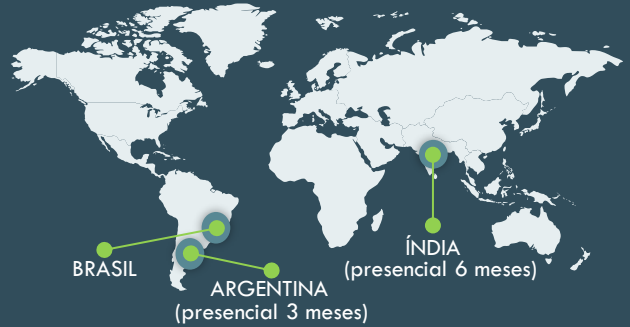 BRASIL
ARGENTINA
(presencial 3 meses)
ÍNDIA
(presencial 6 meses)